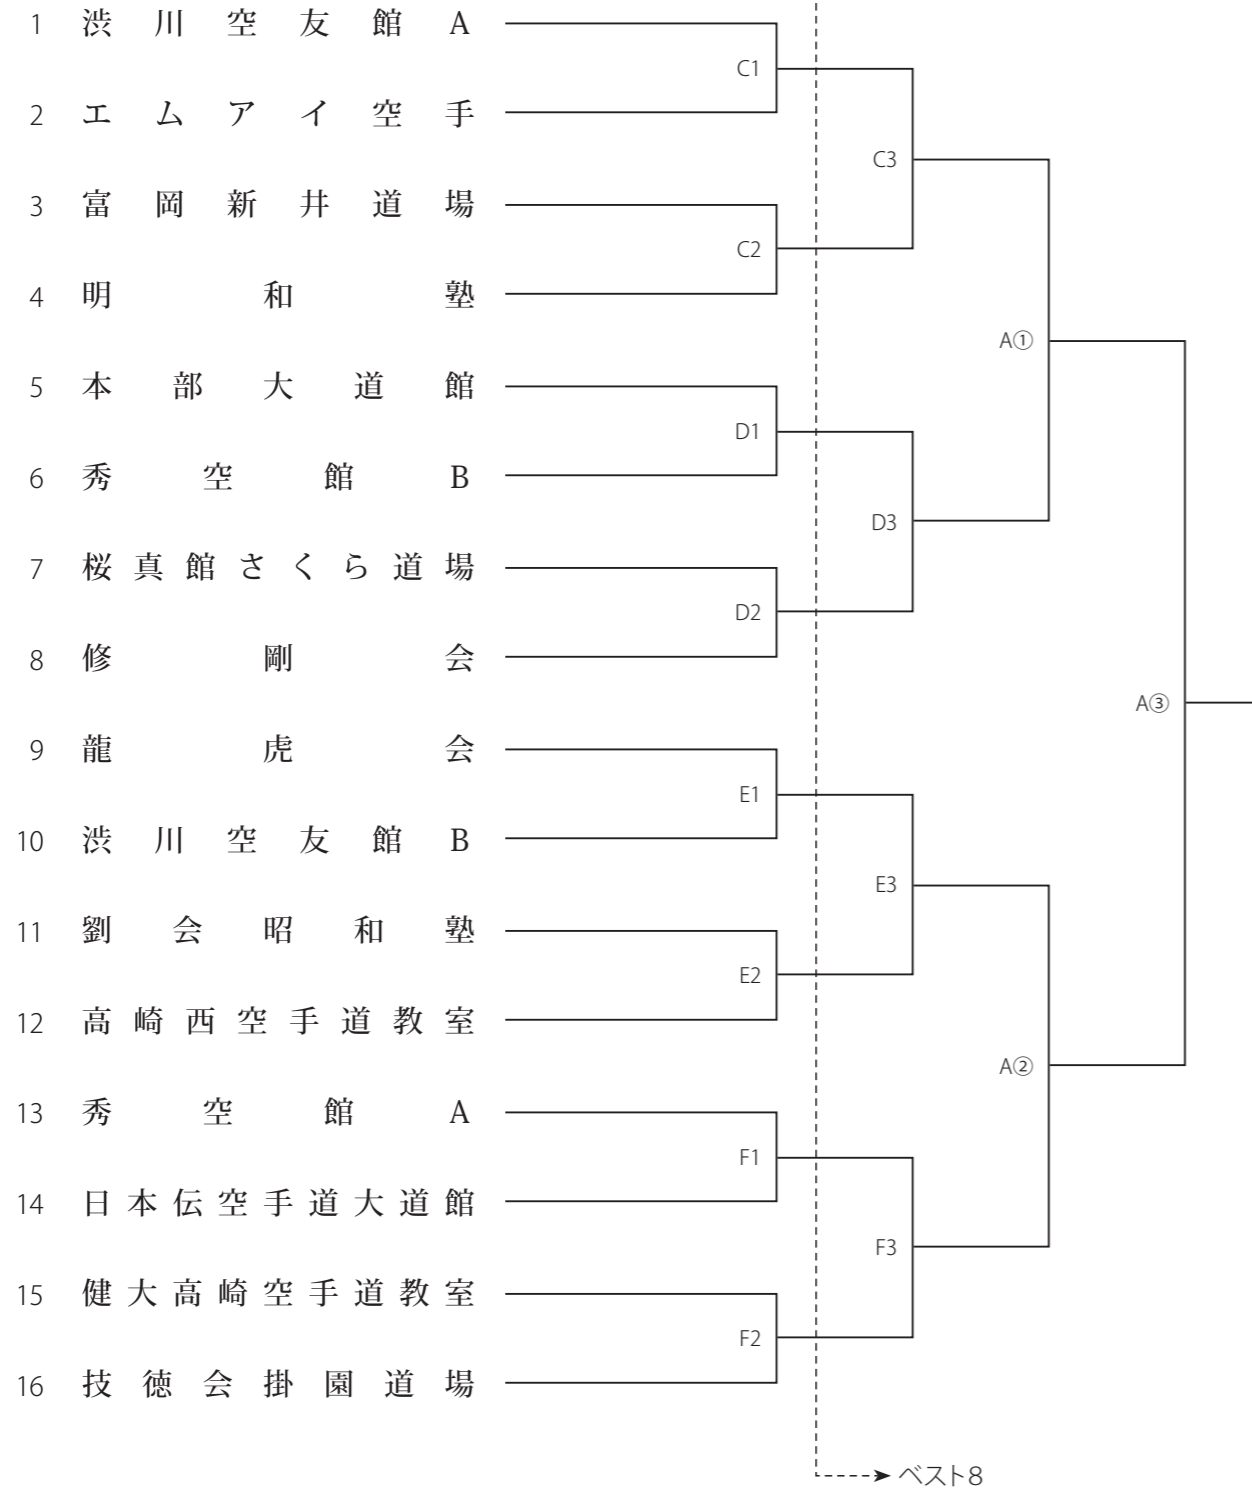 1 渋川空友館A
C1
2 エムアイ空手
C3
3 富岡新井道場
C2
4 明和塾
A①
5 本部大道館
D1
6 秀空館B
D3
7 桜真館さくら道場
D2
8 修剛会
A③
9 龍虎会
E1
10 渋川空友館B
E3
11 劉会昭和塾
E2
12 高崎西空手道教室
A②
13 秀空館A
F1
14 日本伝空手道大道館
F3
15 健大高崎空手道教室
F2
16 技徳会掛園道場
ベスト8